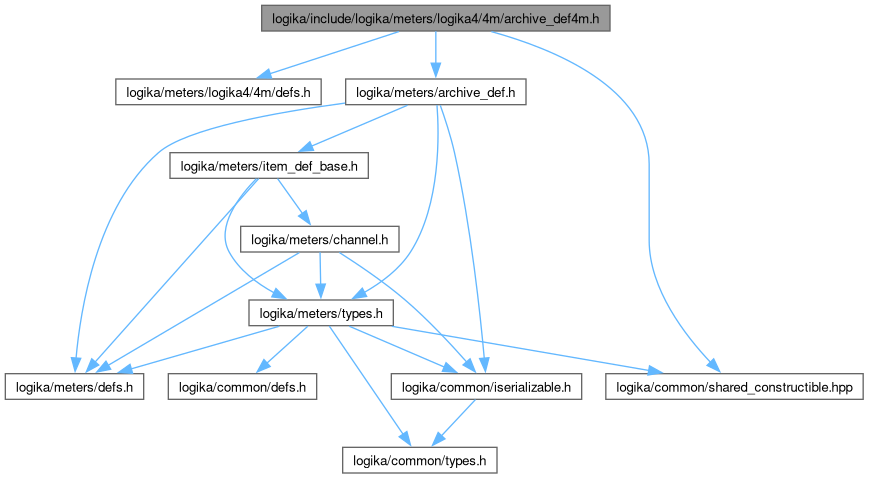 logika/include/logika/meters/logika4/4m/archive_def4m.h
logika/meters/logika4/4m/defs.h
logika/meters/archive_def.h
logika/meters/item_def_base.h
logika/meters/channel.h
logika/meters/types.h
logika/meters/defs.h
logika/common/defs.h
logika/common/iserializable.h
logika/common/shared_constructible.hpp
logika/common/types.h